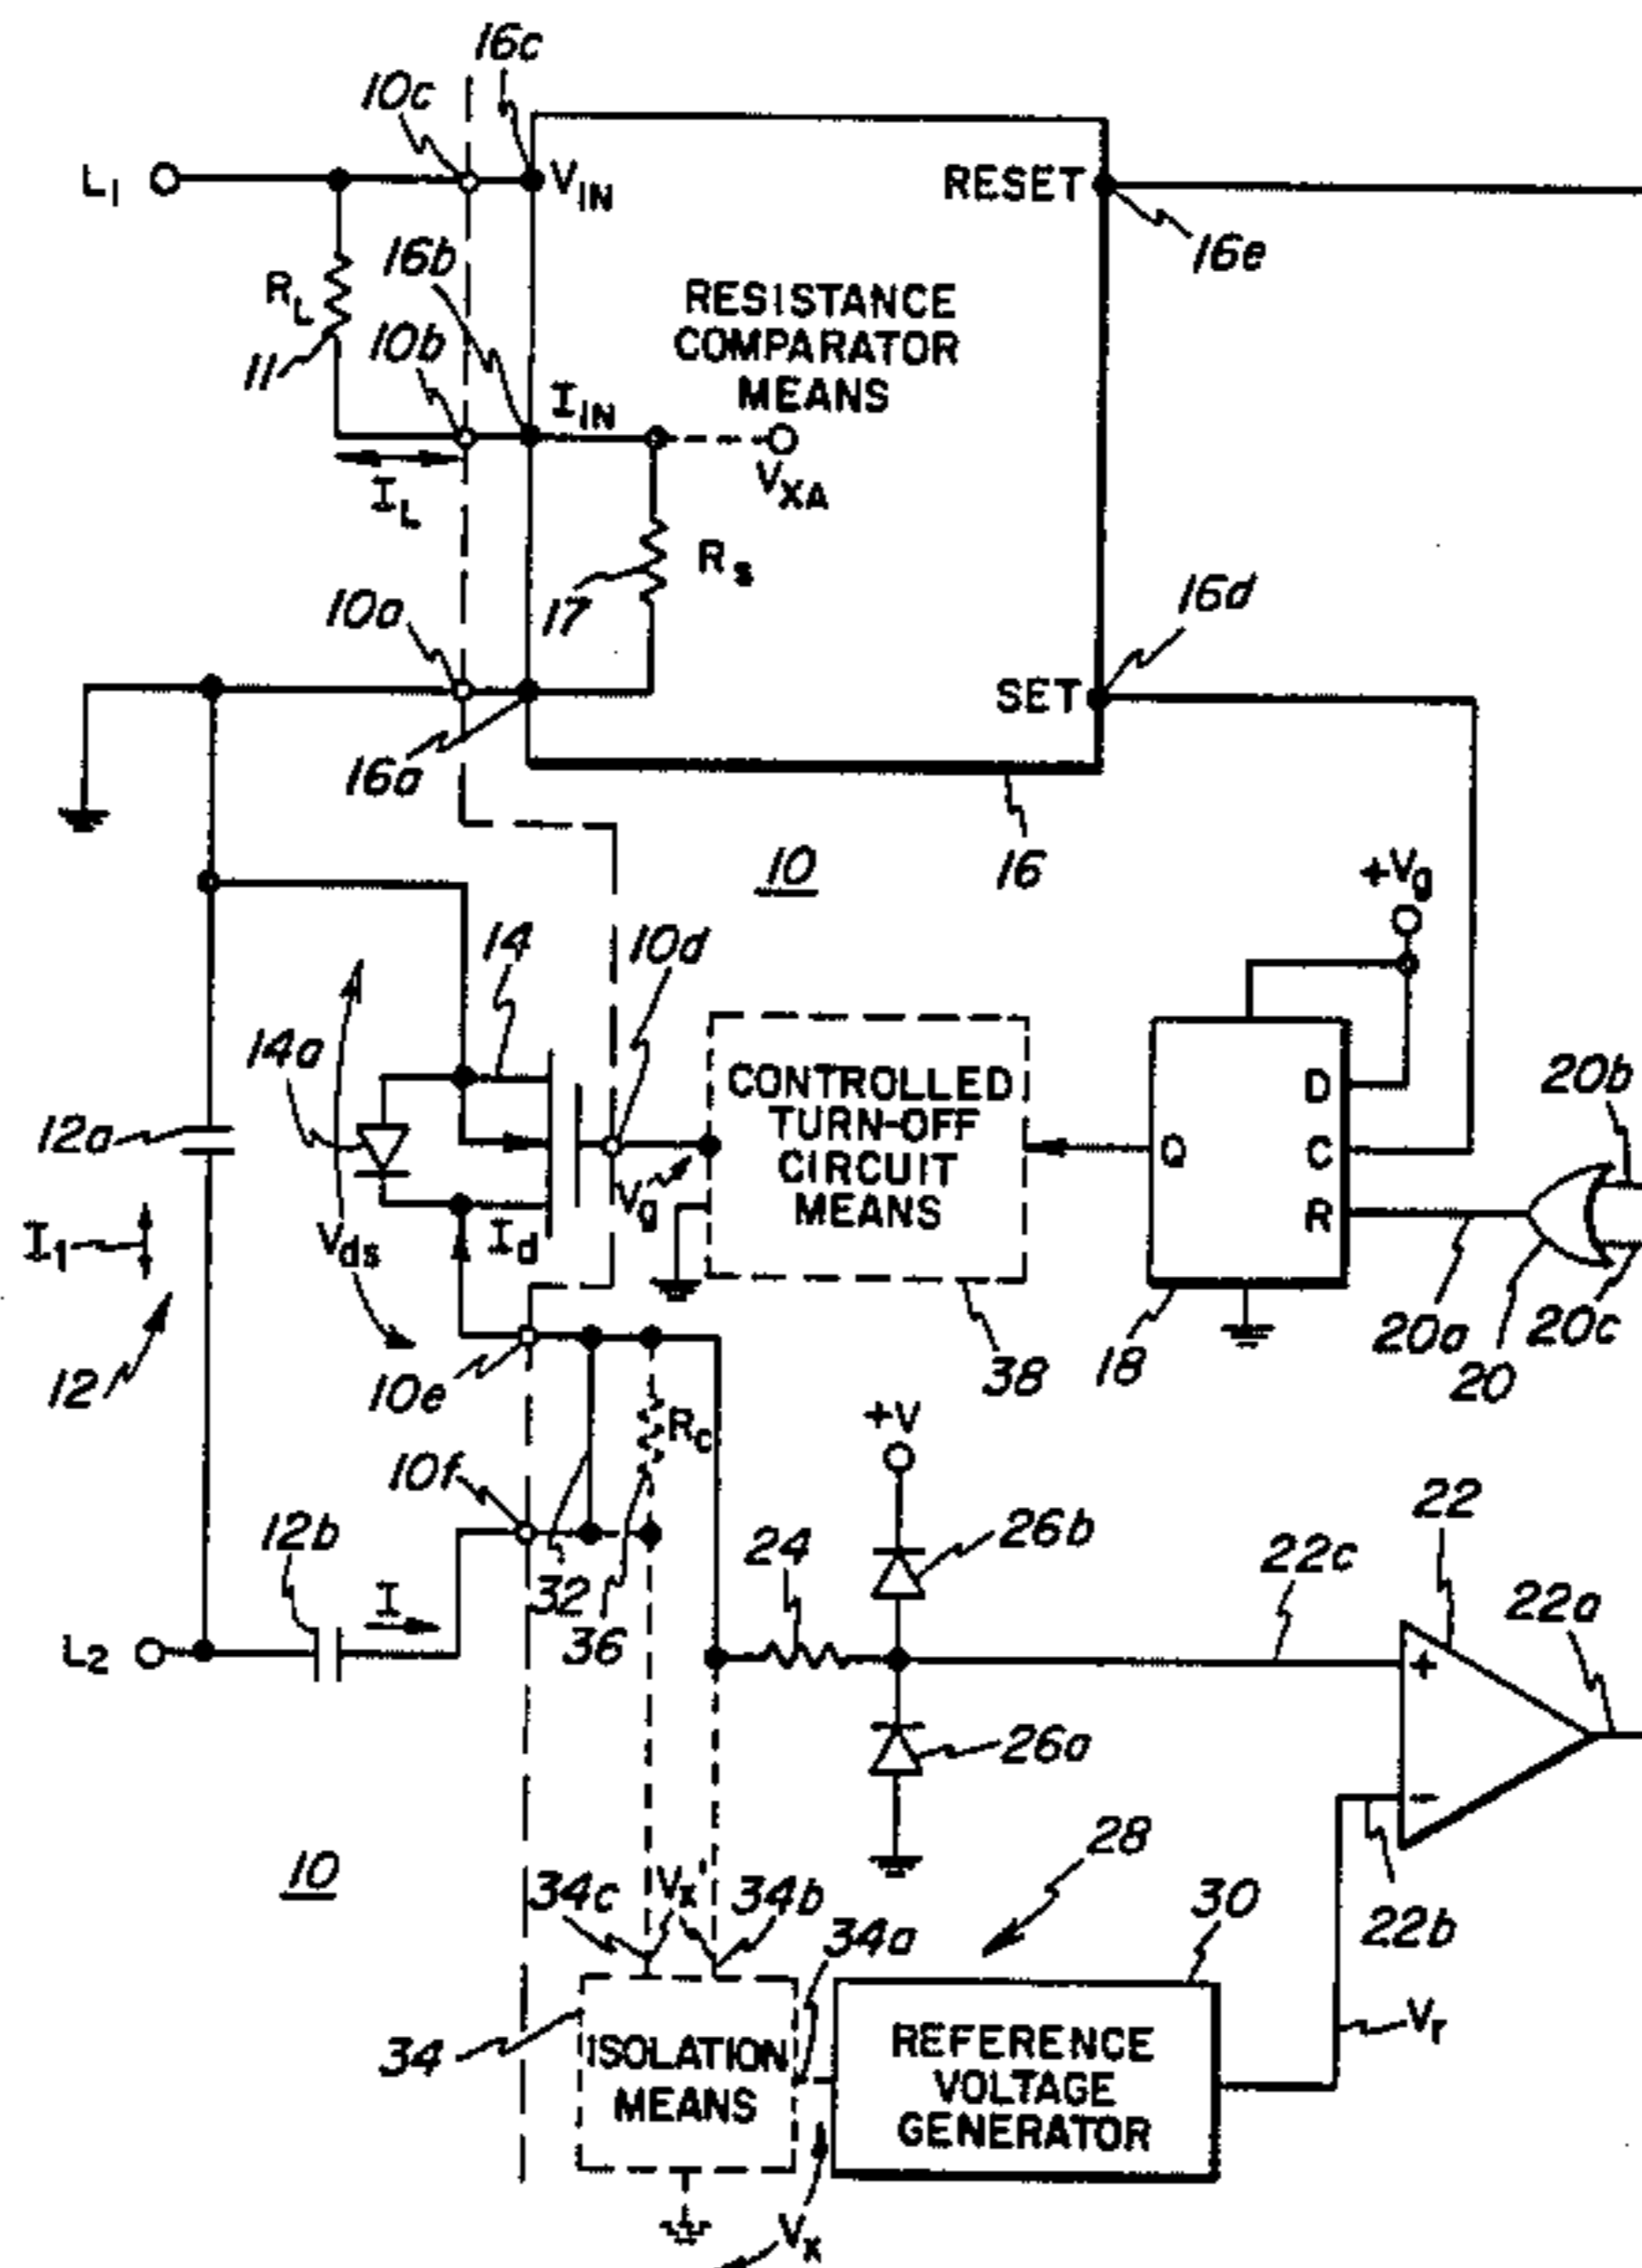 16c
10c
L1
VIN
RESET
16e
16b
RL
10b
11
IIN
RESISTANCE
COMPARATOR
MEANS
VXA
IL
Rs
17
10a
16d
SET
16a
16
10
+Vg
14
10d
14a
CONTROLLED
TURN-OFF
CIRCUIT
MEANS
D
20b
12a
Q
C
R
Vg
I1
Vds
Id
12
10e
38
18
20a
20
20c
Rc
+V
10f
12b
I
32
36
24
26b
22c
22
22a
L2
+
26a
-
28
10
34c
Vx'
34b
34a
30
22b
34
ISOLATION
MEANS
REFERENCE
VOLTAGE
GENERATOR
Vr
Vx